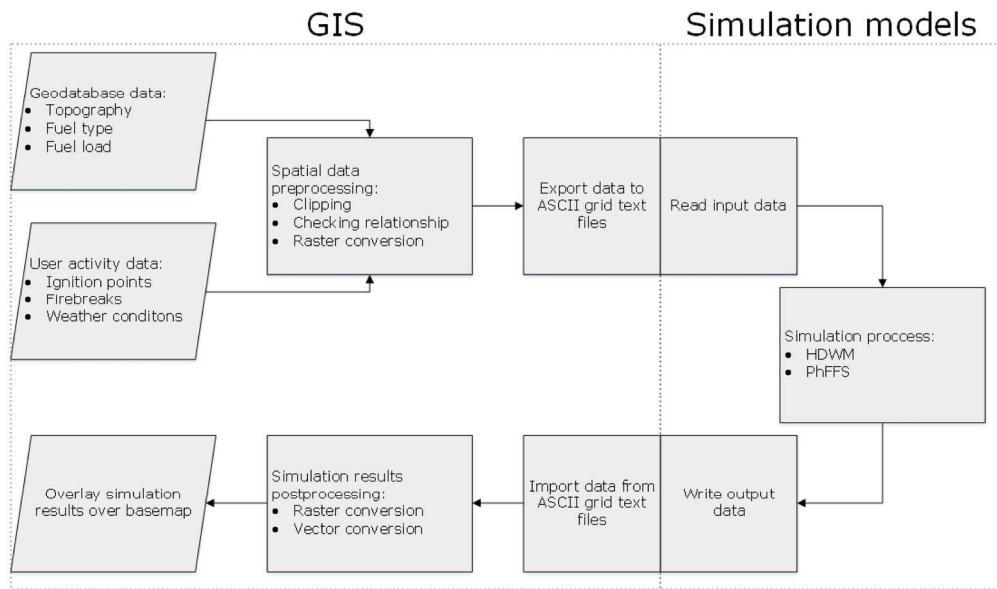 GIS
Simulation models
Geodatabase data:
• Topography
• Fuel type
• Fuel load
Spatial data
preprocessing:
• Clipping
• Checking relationship
• Raster conversion
Export data to
ASCII grid text
files
Read input data
User activity data:
• Ignition points
• Firebreaks
• Weather conditons
Simulation proccess:
• HDWM
• PhFFS
Overlay simulation
results over basemap
Simulation results
postprocessing:
• Raster conversion
• Vector conversion
Import data from
ASCII grid text
files
Write output
data